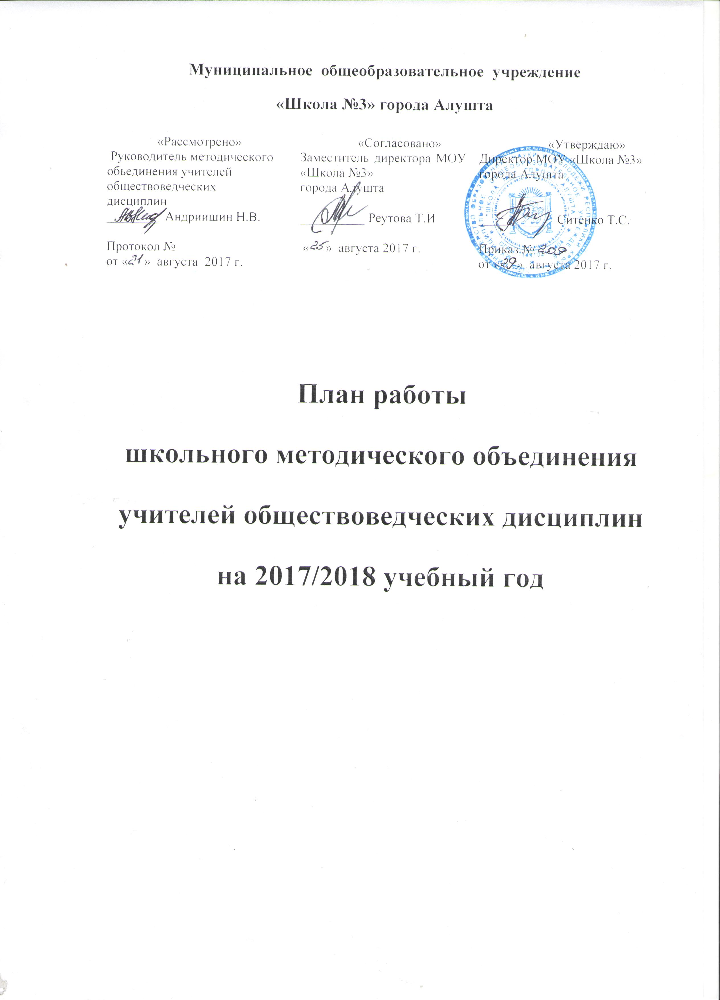 Муниципальное общеобразовательное учреждение
«Школа №3» города Алушта
«Рассмотрено»
Руководитель методического
обьединения учителей
обществоведческих
дисциплин
Андриишин Н.В.
Протокол №
от «21» августа 2017 г.
«Согласовано»
Заместитель директора МОУ
«Школа №3»
города Алушта
Реутова Т.И
«25» августа 2017 г.
«Утверждаю»
Директор МОУ «Школа №3»
города Алушта
Ситенко Т.С.
Приказ № 209
от «29» августа 2017 г.
План работы
школьного методического объединения
учителей обществоведческих дисциплин
на 2017/2018 учебный год